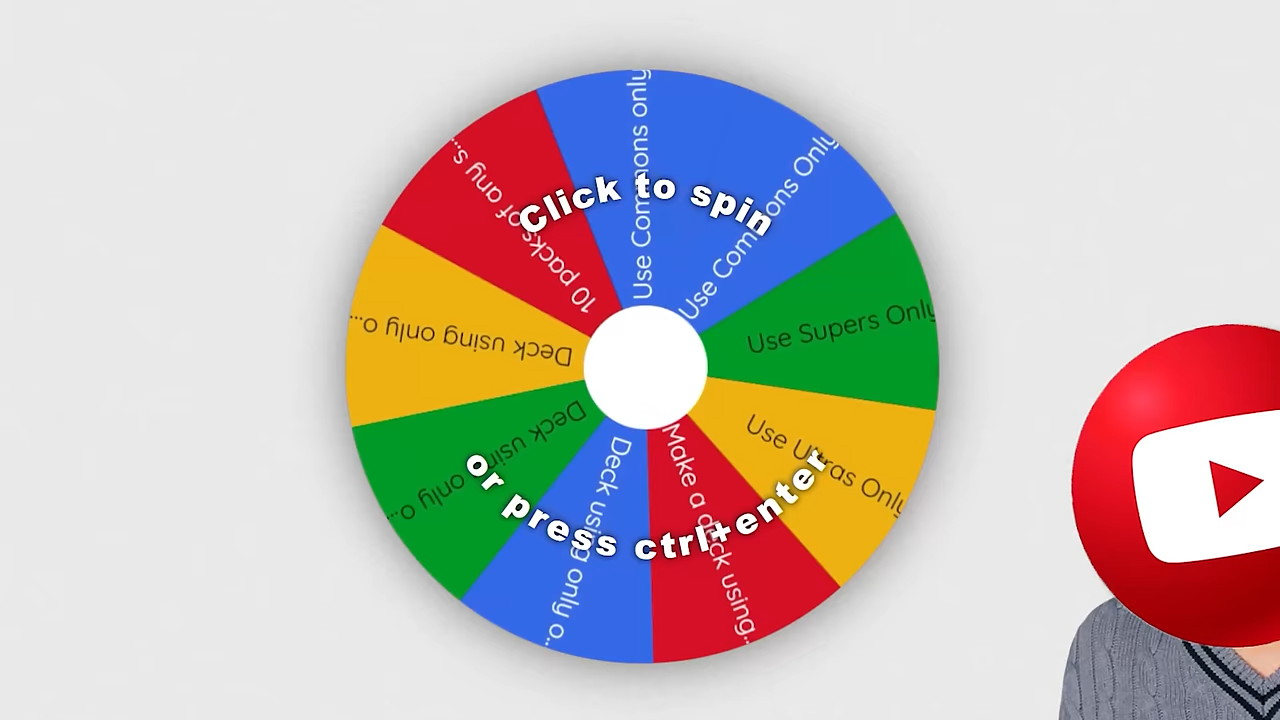 Click to spin
or press ctrl+enter
Use Commons only
Use Commons Only
Use Supers Only
Use Ultras Only
Make a deck using...
Deck using only o...
Deck using only o...
Deck using only o...
10 packs of any s...